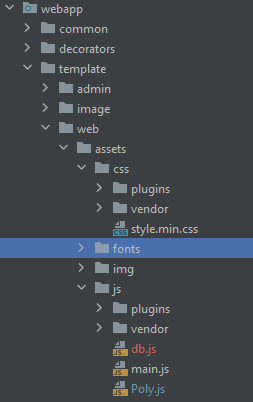 webapp
common
decorators
template
admin
image
web
assets
css
plugins
vendor
style.min.css
fonts
img
js
plugins
vendor
db.js
main.js
Poly.js